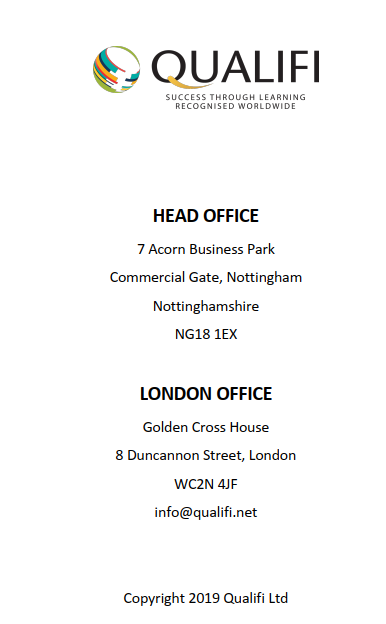 QUALIFI
SUCCESS THROUGH LEARNING
RECOGNISED WORLDWIDE
HEAD OFFICE
7 Acorn Business Park
Commercial Gate, Nottingham
Nottinghamshire
NG18 1EX
LONDON OFFICE
Golden Cross House
8 Duncannon Street, London
WC2N 4JF
info@qualifi.net
Copyright 2019 Qualifi Ltd